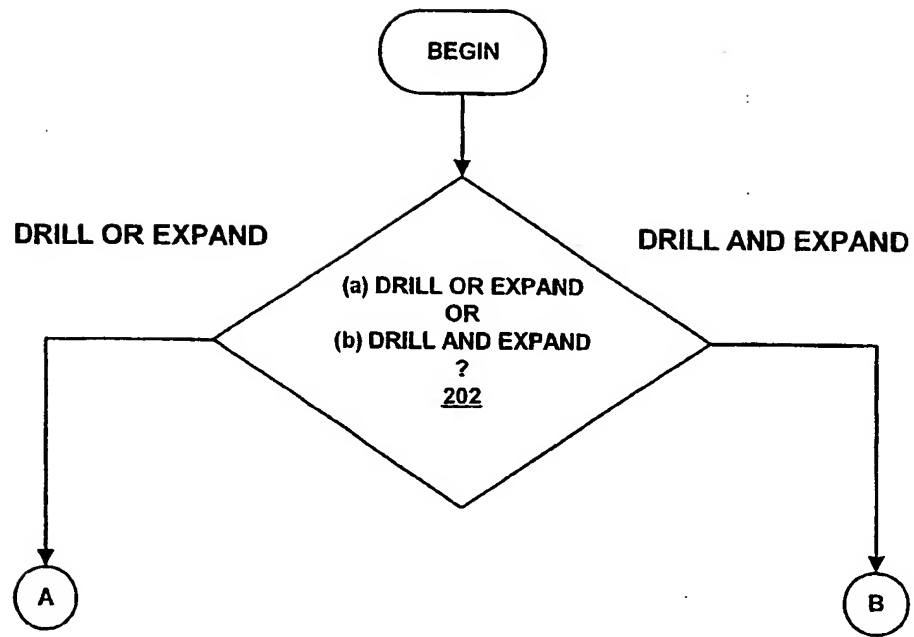 BEGIN
DRILL OR EXPAND
DRILL AND EXPAND
(a) DRILL OR EXPAND
OR
(b) DRILL AND EXPAND
?
202
A
B